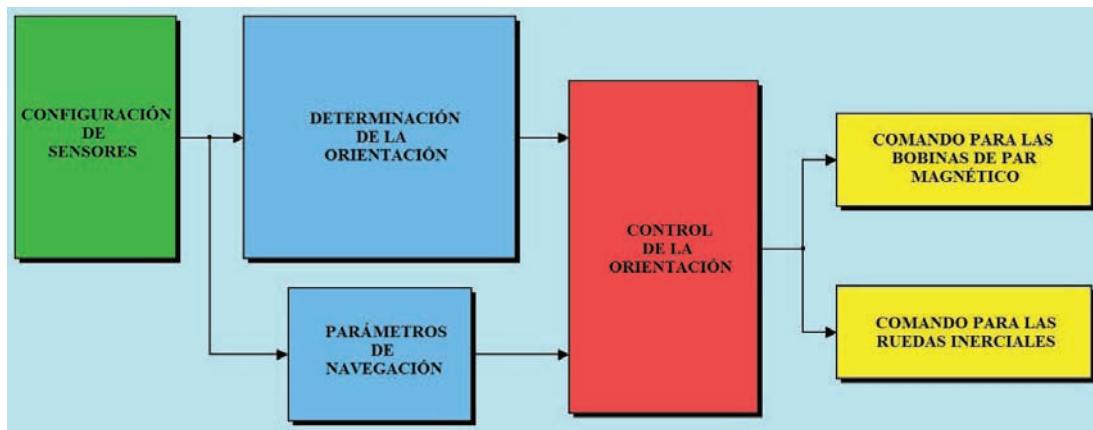 CONFIGURACIÓN
DE
SENSORES
DETERMINACIÓN
DE LA
ORIENTACIÓN
PARÁMETROS
DE
NAVEGACIÓN
CONTROL
DE LA
ORIENTACIÓN
COMANDO PARA LAS
BOBINAS DE PAR
MAGNÉTICO
COMANDO PARA LAS
RUEDAS INERCIALES